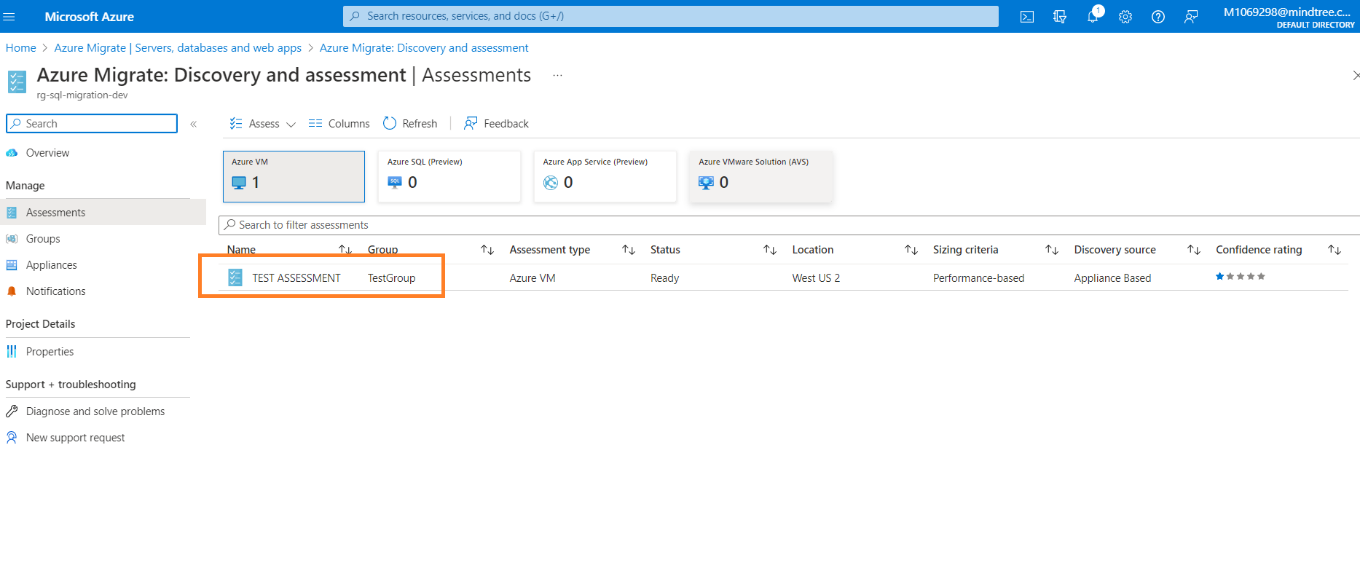 Microsoft Azure
Search resources, services, and docs (G+/)
1
M1069298@mindtree.c...
DEFAULT DIRECTORY
Home > Azure Migrate | Servers, databases and web apps > Azure Migrate: Discovery and assessment
Azure Migrate: Discovery and assessment | Assessments ...
rg-sql-migration-dev
Search «
Overview
Manage
Assessments
Groups
Appliances
Notifications
Project Details
Properties
Support + troubleshooting
Diagnose and solve problems
New support request
Assess Columns Refresh | Feedback
Azure VM
1
Azure SQL (Preview)
SQL
0
Azure App Service (Preview)
0
Azure VMware Solution (AVS)
0
Search to filter assessments
Name Group Assessment type Status Location Sizing criteria Discovery source Confidence rating
TEST ASSESSMENT TestGroup Azure VM Ready West US 2 Performance-based Appliance Based